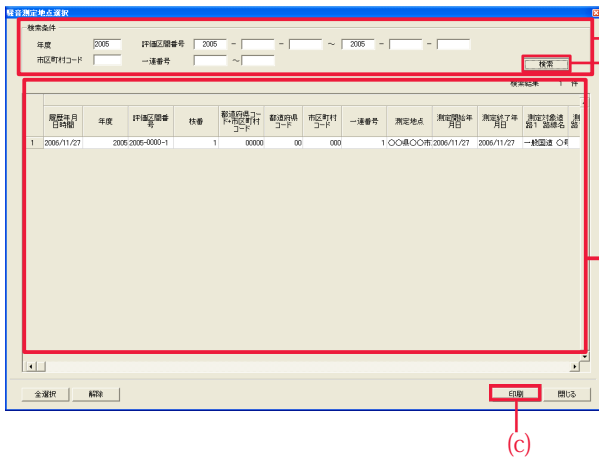 騒音測定地点選択
検索条件
年度 2005 評価区間番号 2005 - - ～ 2005 - -
市区町村コード 一連番号 ～
検索
検索結果 1 件
履歴年月日時間 年度 評価区間番号 枝番 都道府県コード+市区町村コード 都道府県コード 市区町村コード 一連番号 測定地点 測定開始年月日 測定終了年月日 測定対象道路1 路線名
1 2006/11/27 2005 2005-0000-1 1 00000 00 000 1 〇〇県〇〇市 2006/11/27 2006/11/27 一般国道 〇号
全選択 解除 印刷 閉じる
(c)